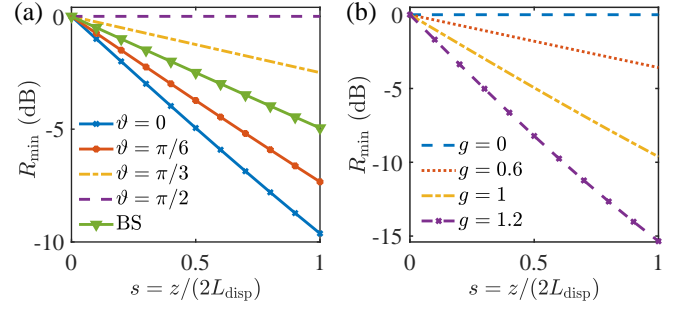 (a)
R_min (dB)
0
-5
-10
ϑ = 0
ϑ = π/6
ϑ = π/3
ϑ = π/2
BS
0
0.5
1
s = z/(2L_disp)
(b)
R_min (dB)
0
-5
-10
-15
g = 0
g = 0.6
g = 1
g = 1.2
0
0.5
1
s = z/(2L_disp)